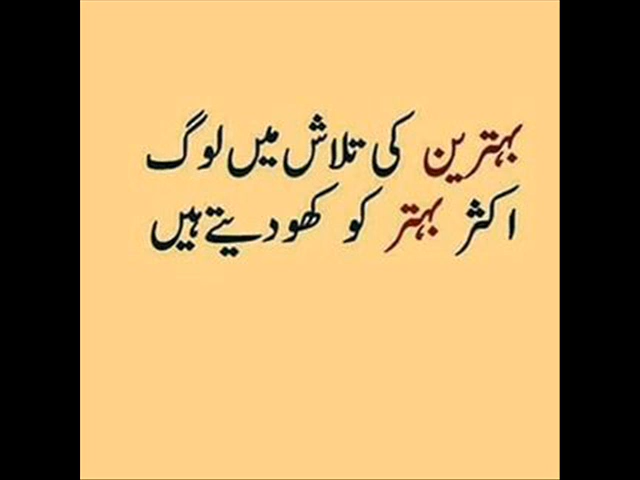 بہترین کی تلاش میں لوگ
اکثر بہتر کو کھو دیتے ہیں